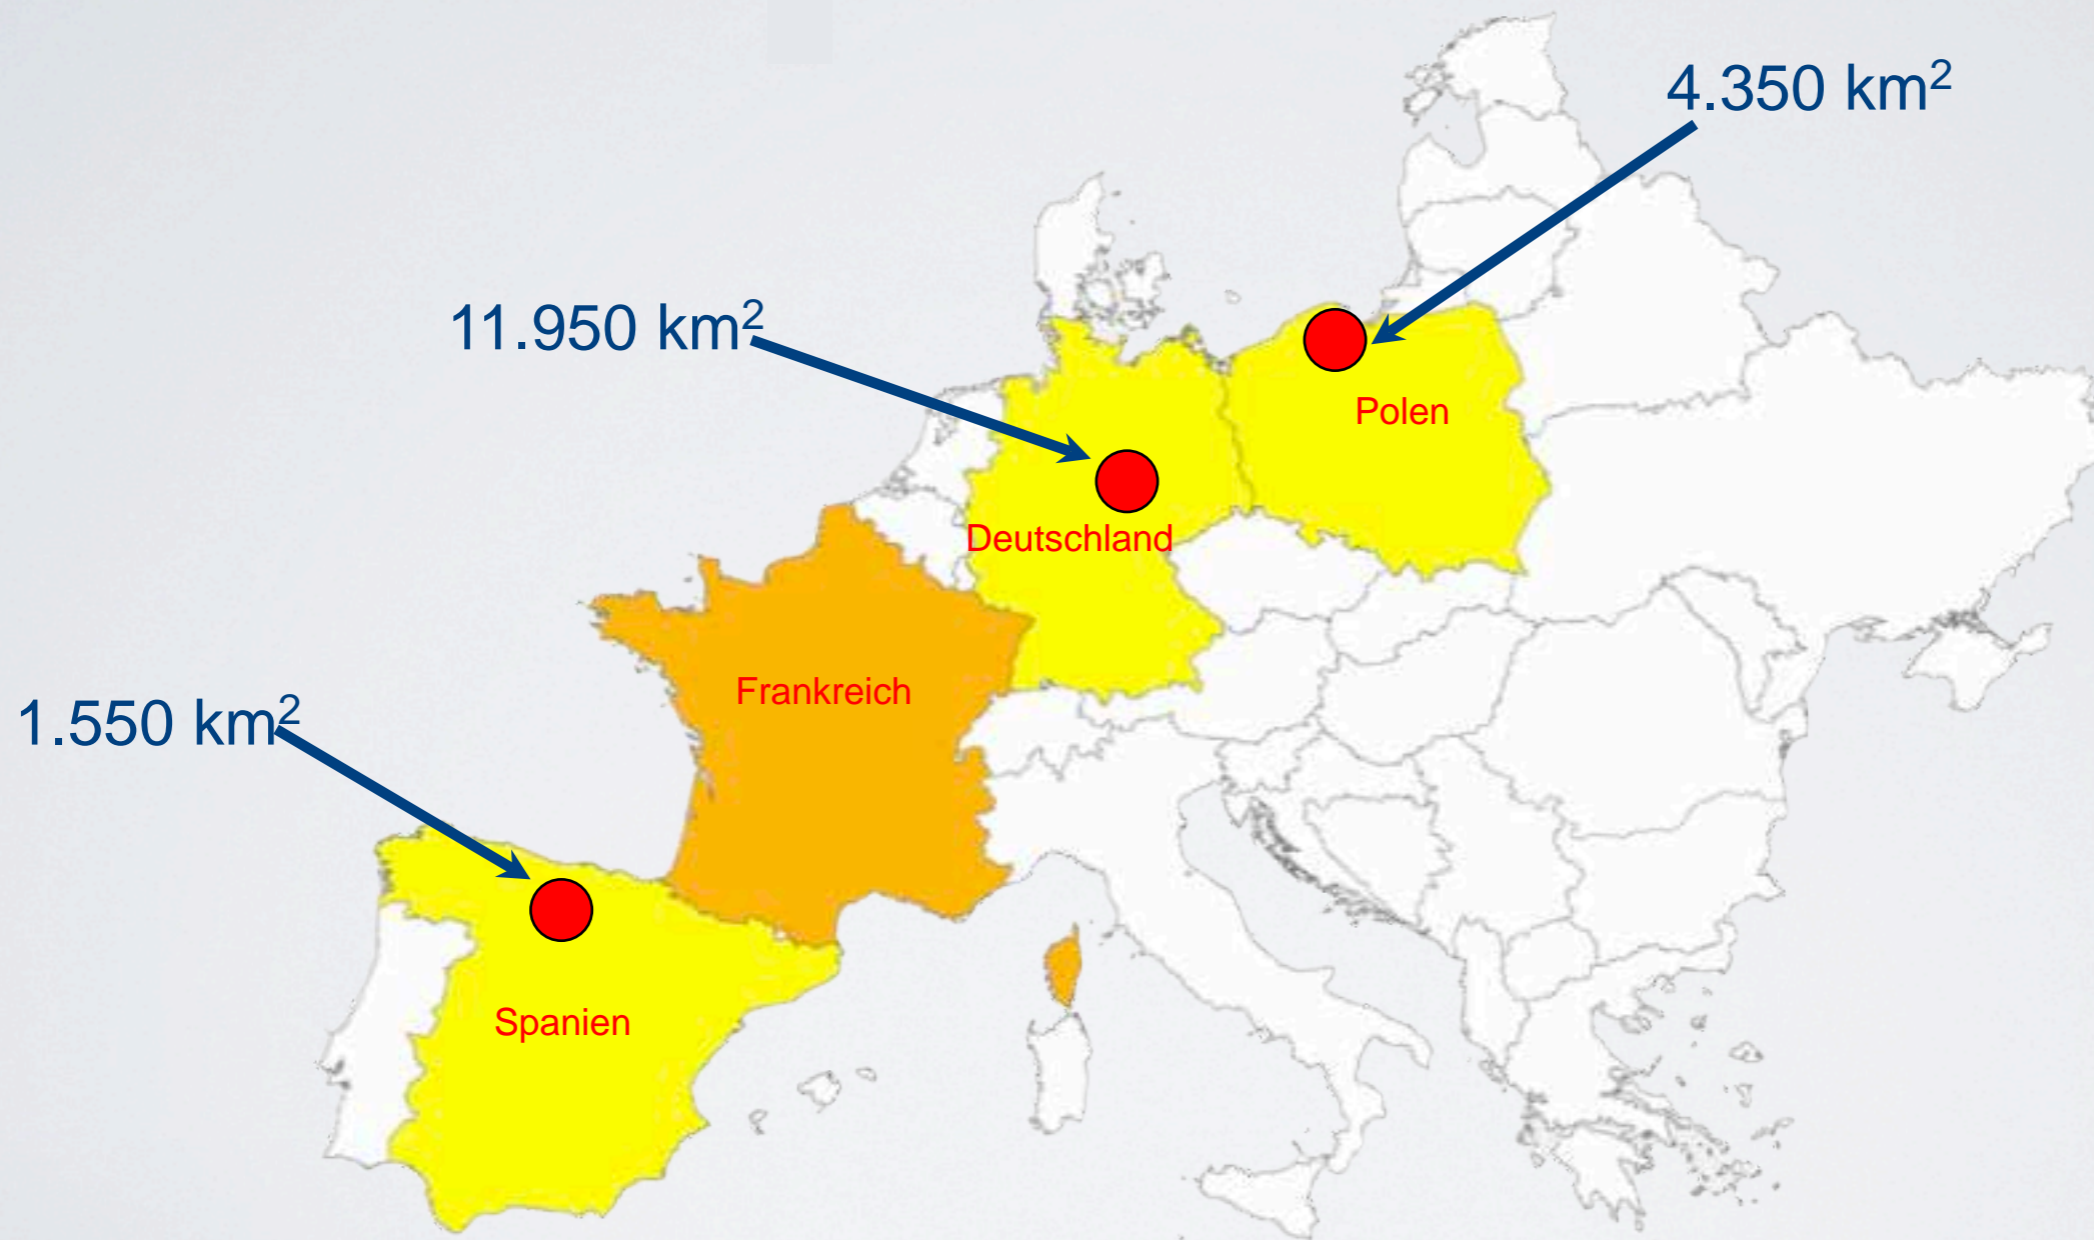 4.350 km²
11.950 km²
Polen
Deutschland
Frankreich
1.550 km²
Spanien